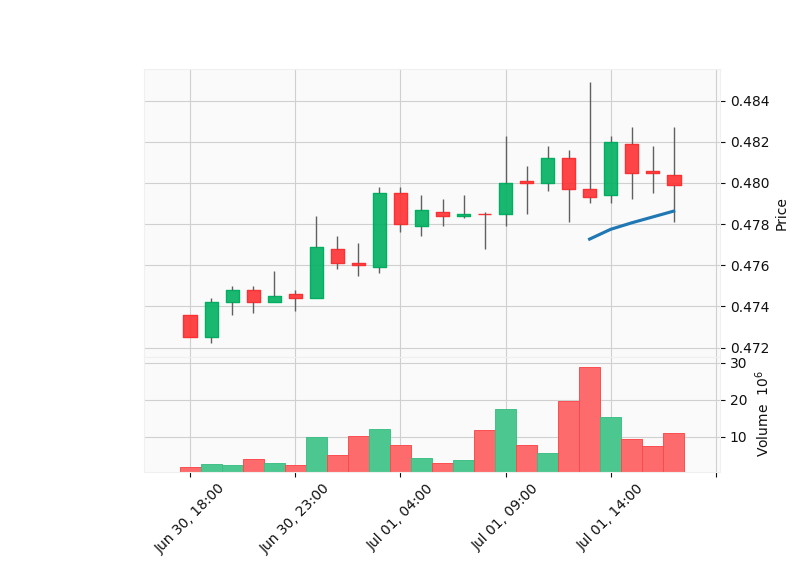 0.484
0.482
0.480
0.478
0.476
0.474
0.472
Price
30
20
10
Volume 10^6
Jun 30, 18:00
Jun 30, 23:00
Jul 01, 04:00
Jul 01, 09:00
Jul 01, 14:00